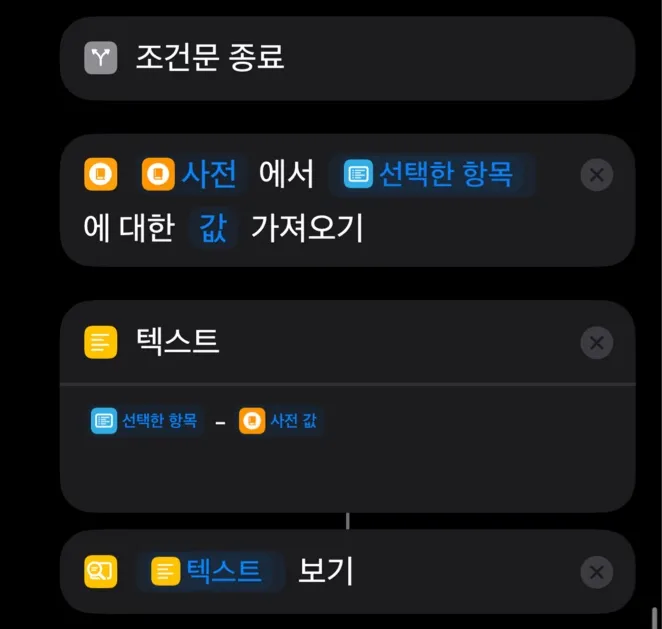 조건문 종료
사전 에서 선택한 항목
에 대한 값 가져오기
텍스트
선택한 항목 – 사전 값
텍스트 보기